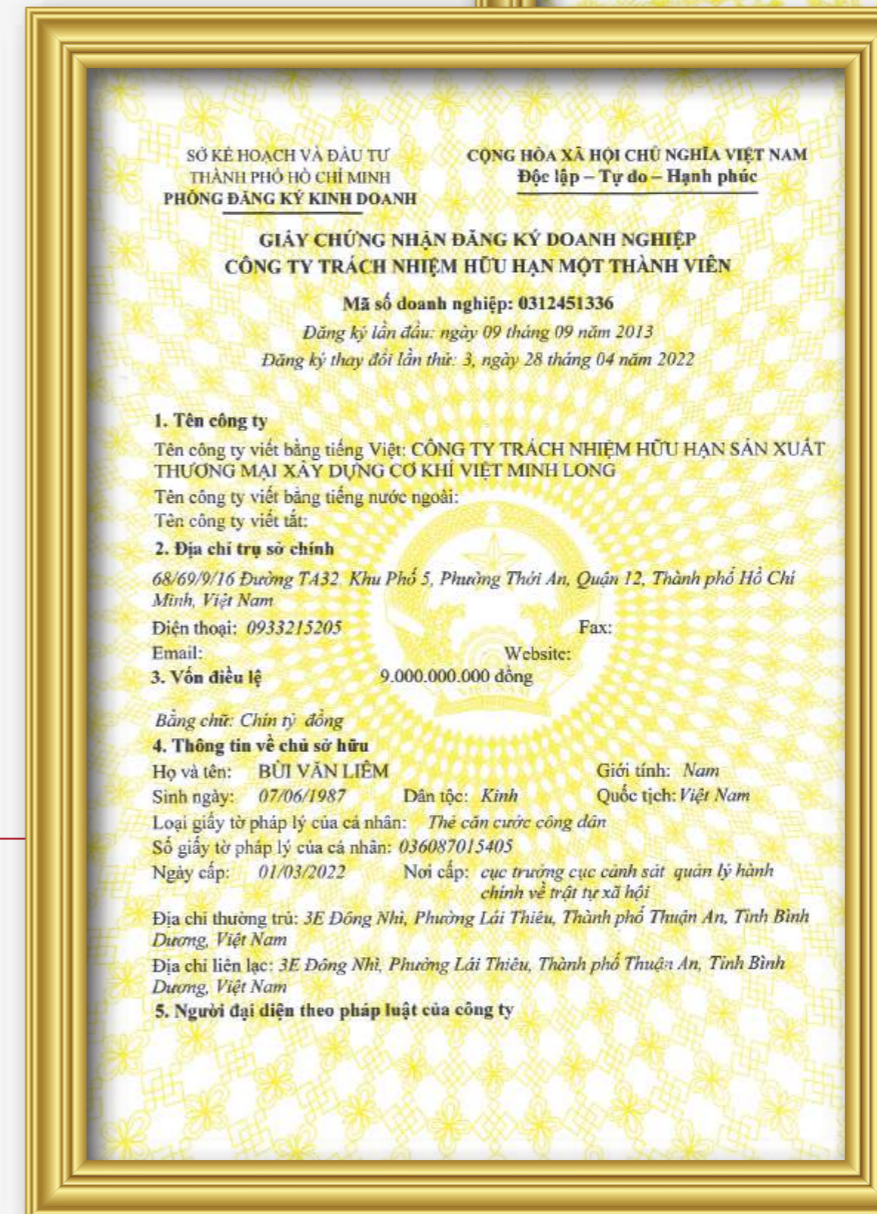 SỞ KẾ HOẠCH VÀ ĐẦU TƯ
THÀNH PHỐ HỒ CHÍ MINH
PHÒNG ĐĂNG KÝ KINH DOANH
CỘNG HÒA XÃ HỘI CHỦ NGHĨA VIỆT NAM
Độc lập – Tự do – Hạnh phúc
GIẤY CHỨNG NHẬN ĐĂNG KÝ DOANH NGHIỆP
CÔNG TY TRÁCH NHIỆM HỮU HẠN MỘT THÀNH VIÊN
Mã số doanh nghiệp: 0312451336
Đăng ký lần đầu: ngày 09 tháng 09 năm 2013
Đăng ký thay đổi lần thứ: 3, ngày 28 tháng 04 năm 2022
1. Tên công ty
Tên công ty viết bằng tiếng Việt: CÔNG TY TRÁCH NHIỆM HỮU HẠN SẢN XUẤT
THƯƠNG MẠI XÂY DỰNG CƠ KHÍ VIỆT MINH LONG
Tên công ty viết bằng tiếng nước ngoài:
Tên công ty viết tắt:
2. Địa chỉ trụ sở chính
68/69/9/16 Đường TA32, Khu Phố 5, Phường Thới An, Quận 12, Thành phố Hồ Chí
Minh, Việt Nam
Điện thoại: 0933215205 Fax:
Email: Website:
3. Vốn điều lệ 9.000.000.000 đồng
Bằng chữ: Chín tỷ đồng
4. Thông tin về chủ sở hữu
Họ và tên: BÙI VĂN LIÊM Giới tính: Nam
Sinh ngày: 07/06/1987 Dân tộc: Kinh Quốc tịch: Việt Nam
Loại giấy tờ pháp lý của cá nhân: Thẻ căn cước công dân
Số giấy tờ pháp lý của cá nhân: 036087015405
Ngày cấp: 01/03/2022 Nơi cấp: cục trưởng cục cảnh sát quản lý hành
chính về trật tự xã hội
Địa chỉ thường trú: 3E Đông Nhì, Phường Lái Thiêu, Thành phố Thuận An, Tỉnh Bình
Dương, Việt Nam
Địa chỉ liên lạc: 3E Đông Nhì, Phường Lái Thiêu, Thành phố Thuận An, Tỉnh Bình
Dương, Việt Nam
5. Người đại diện theo pháp luật của công ty
VIỆT NAM